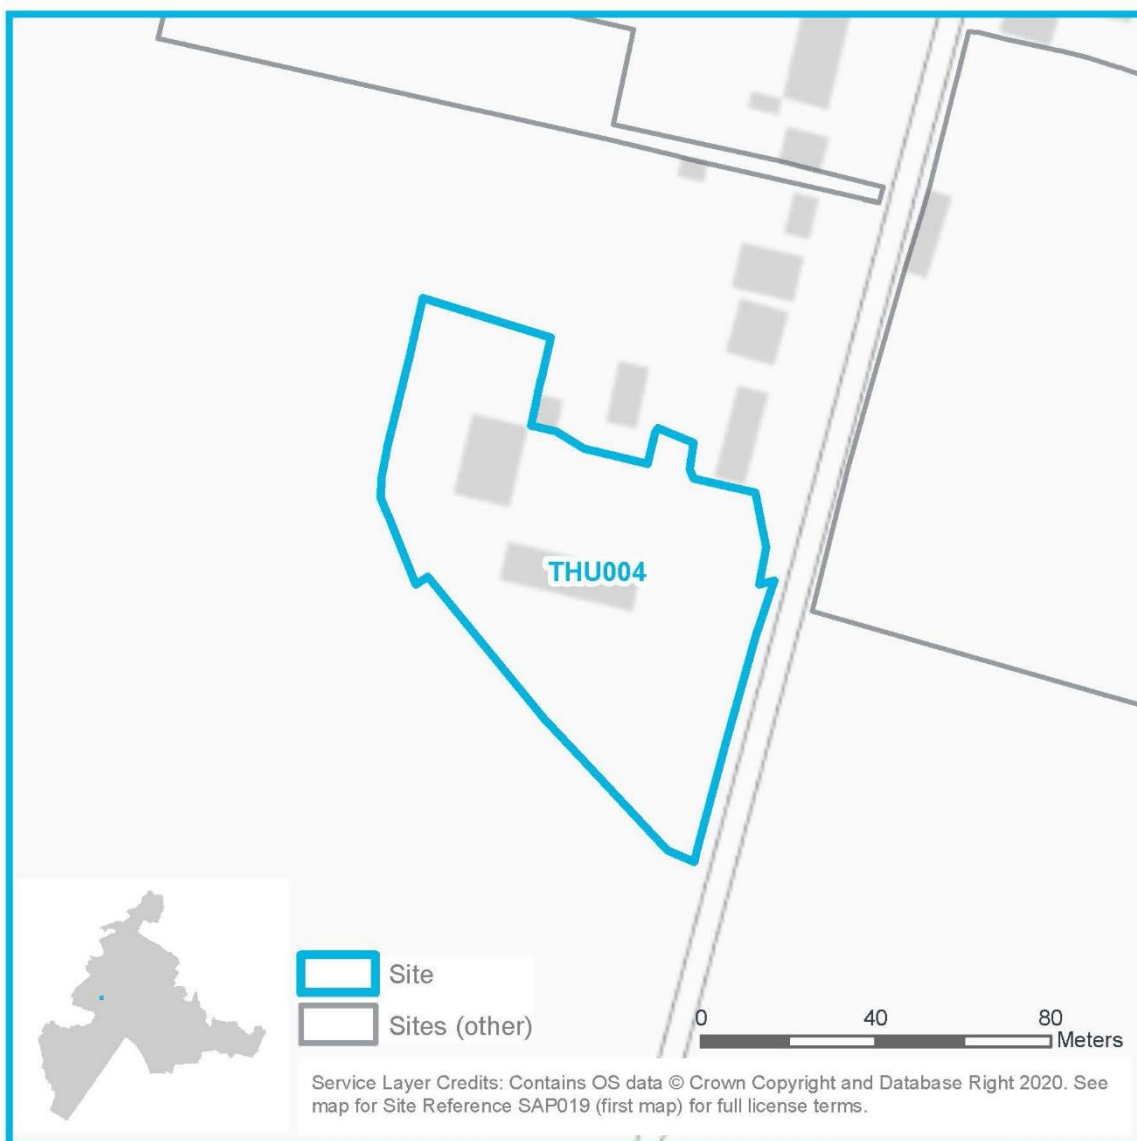 THU004
Site
Sites (other)
0 40 80
Meters
Service Layer Credits: Contains OS data © Crown Copyright and Database Right 2020. See
map for Site Reference SAP019 (first map) for full license terms.